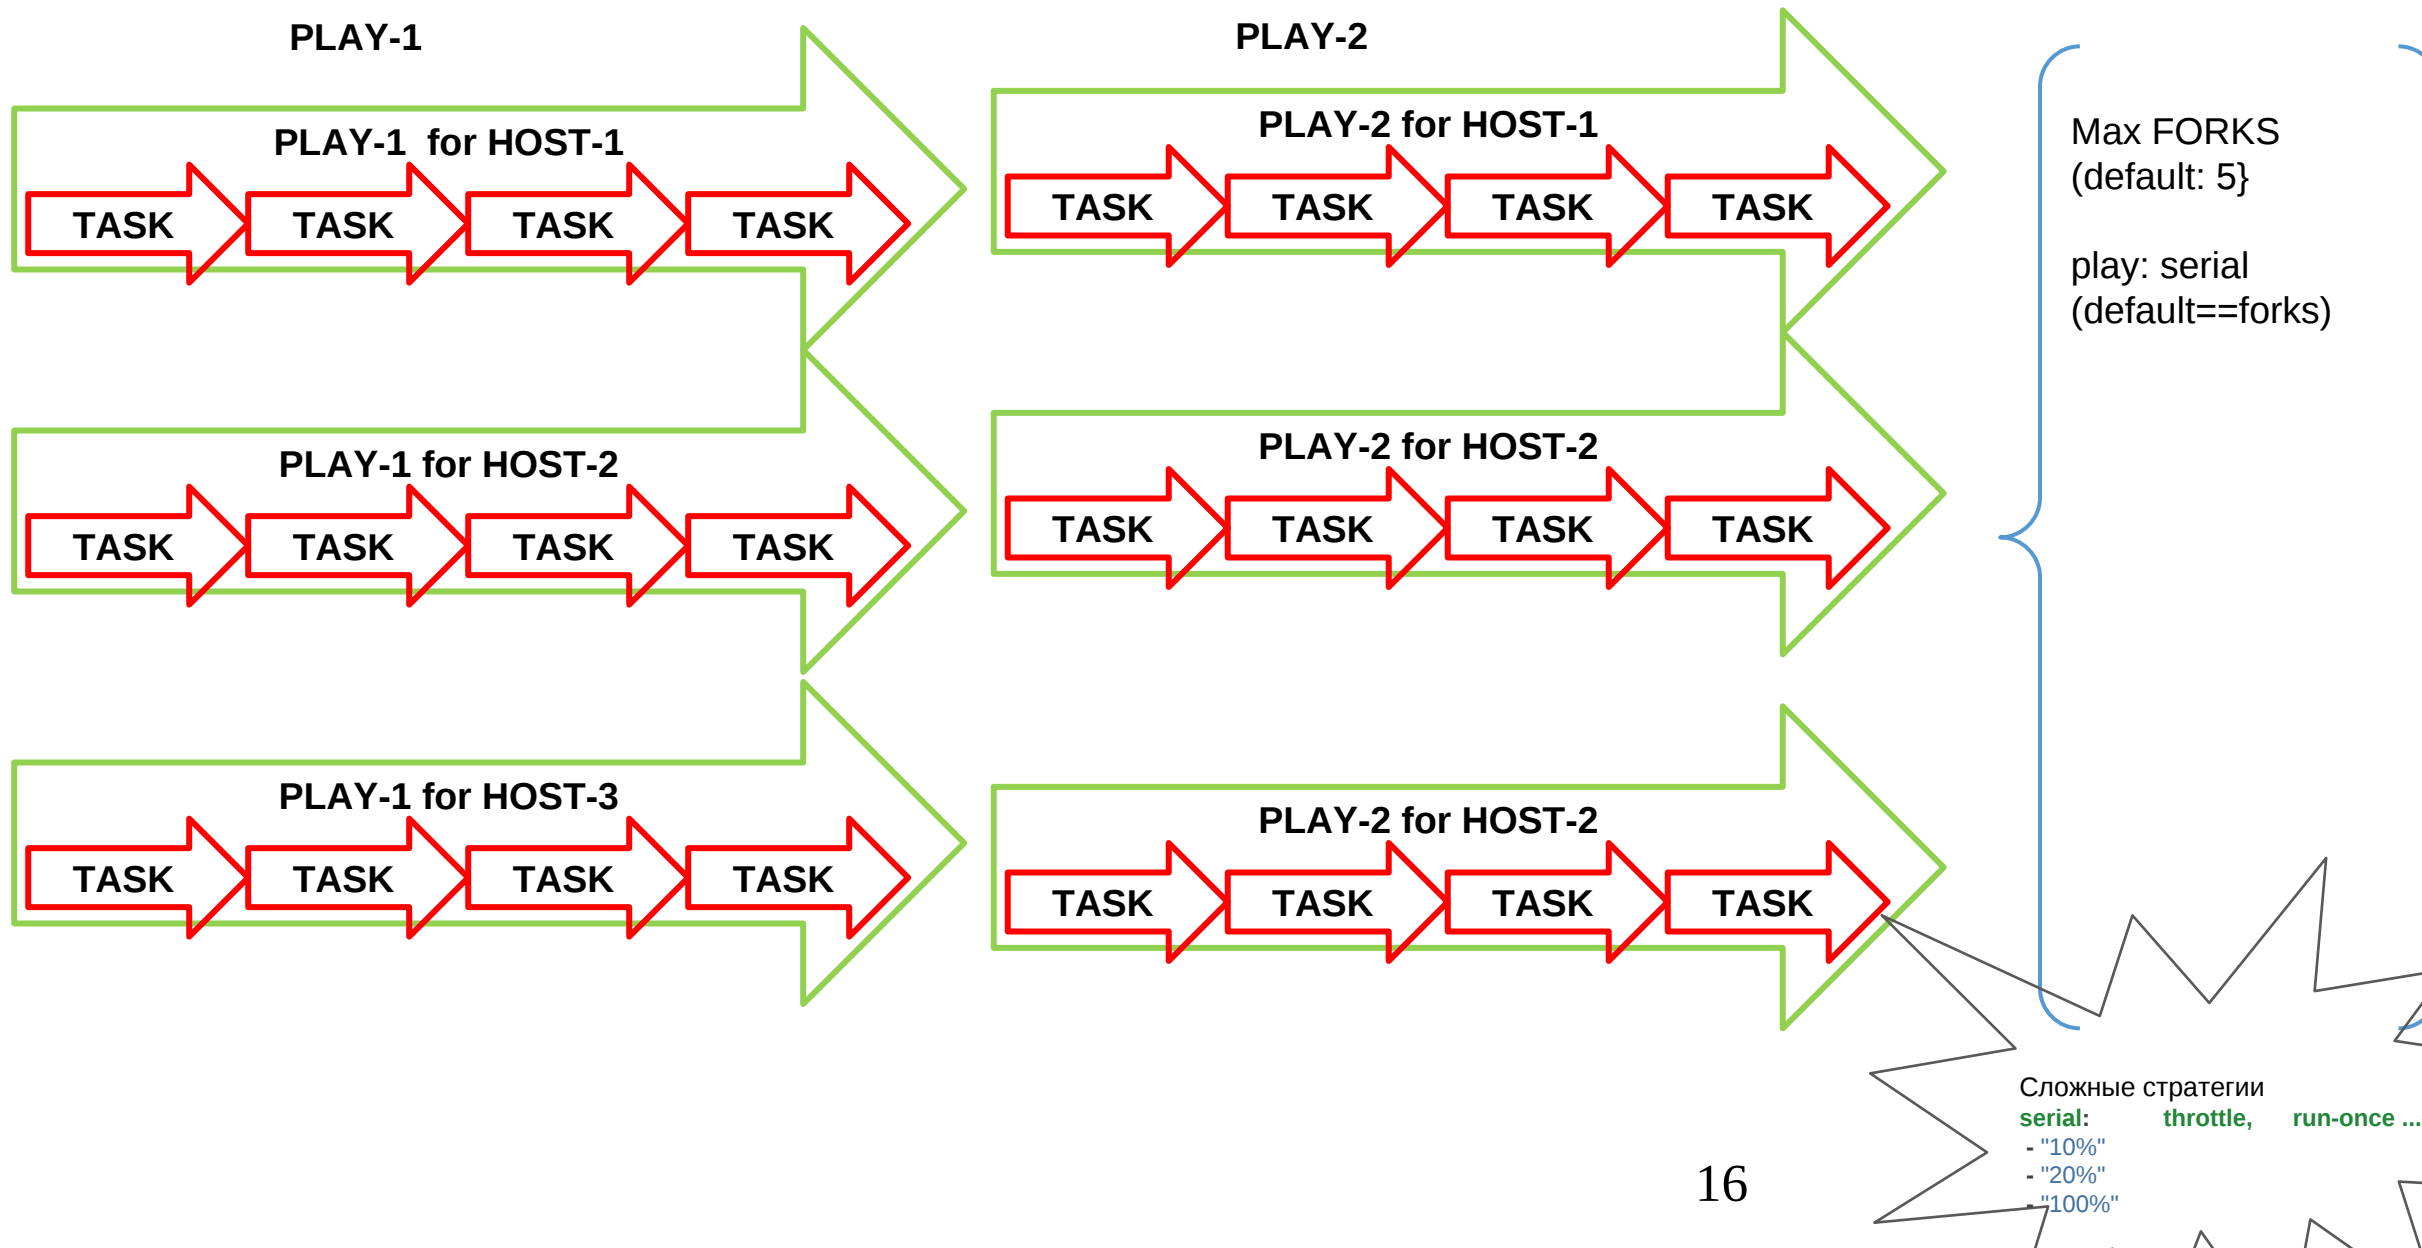 PLAY-1
PLAY-1 for HOST-1
TASK TASK TASK TASK
PLAY-1 for HOST-2
TASK TASK TASK TASK
PLAY-1 for HOST-3
TASK TASK TASK TASK
PLAY-2
PLAY-2 for HOST-1
TASK TASK TASK TASK
PLAY-2 for HOST-2
TASK TASK TASK TASK
PLAY-2 for HOST-2
TASK TASK TASK TASK
Max FORKS
(default: 5}
play: serial
(default==forks)
Сложные стратегии
serial: throttle, run-once ...
- "10%"
- "20%"
- "100%"
16